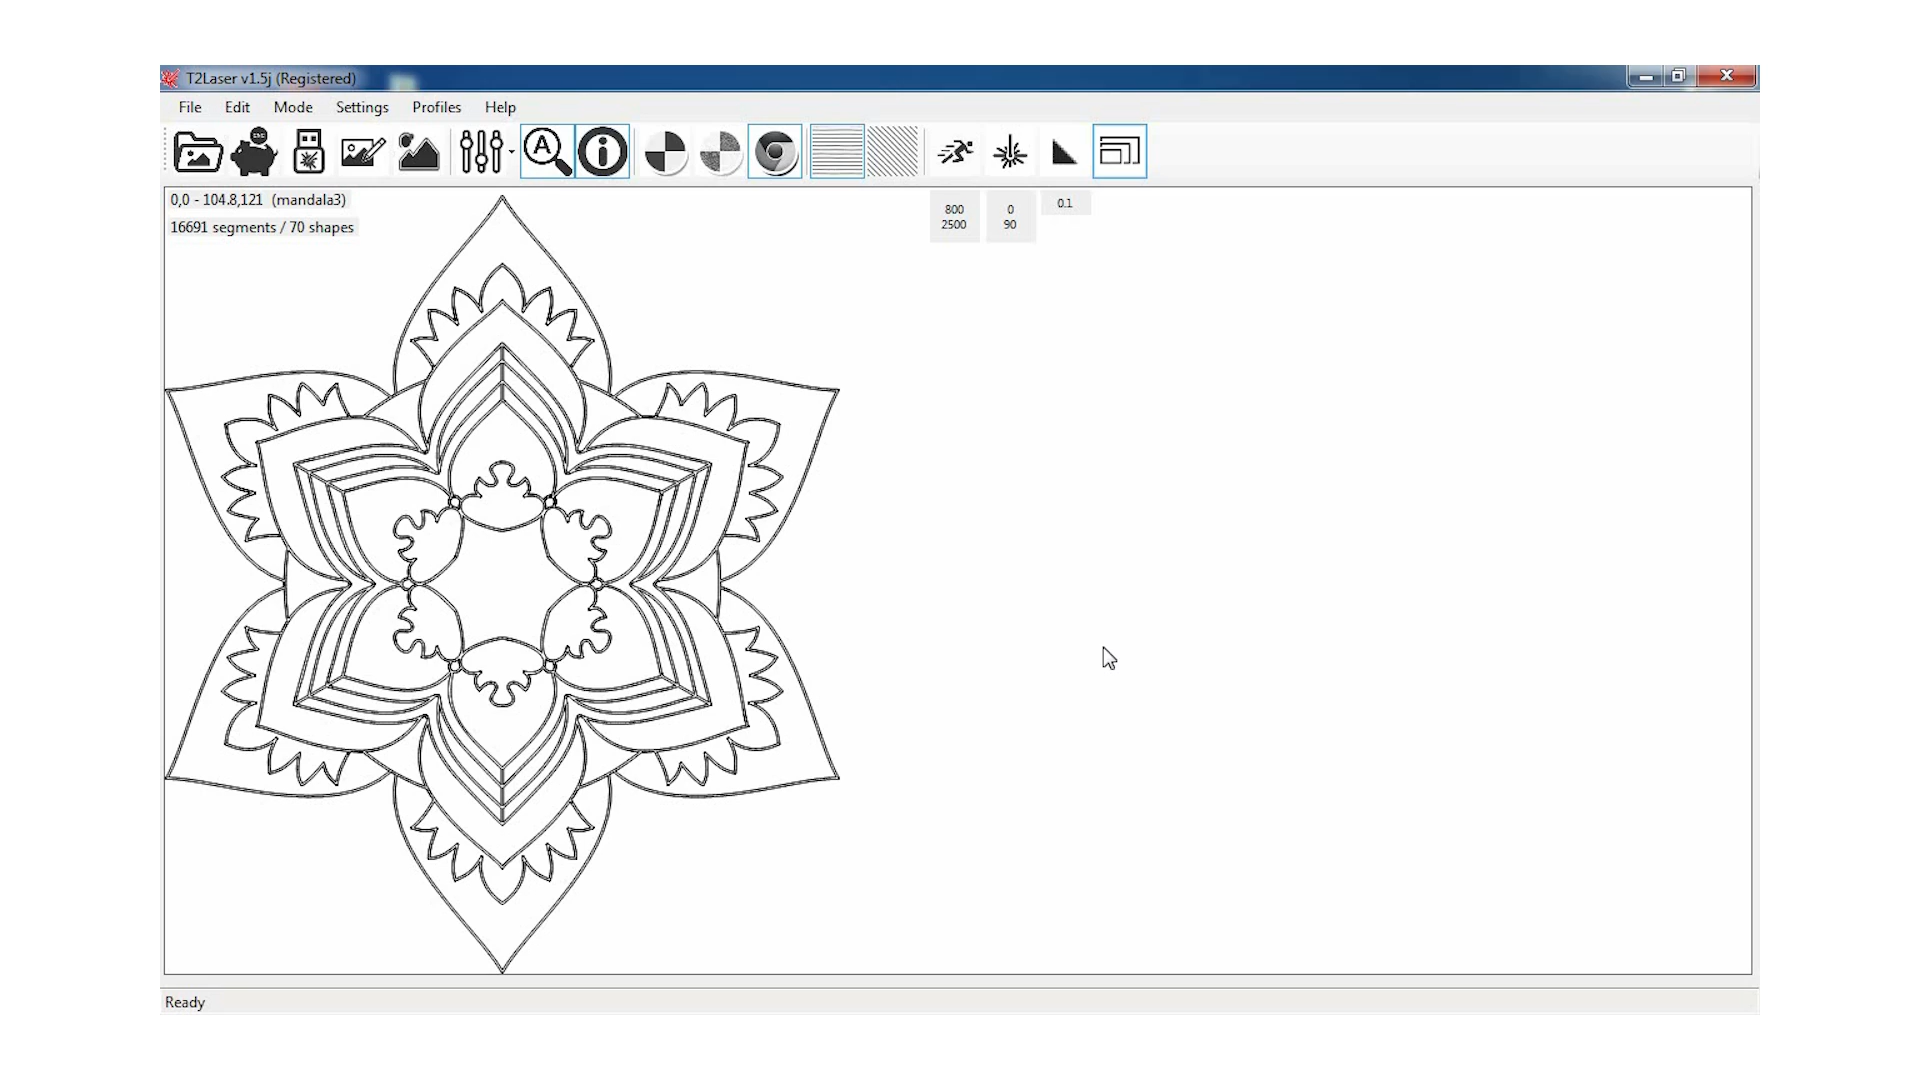 T2Laser v1.5j (Registered)
File Edit Mode Settings Profiles Help
A
0,0 - 104.8,121 (mandala3)
16691 segments / 70 shapes
800
2500
0
90
0.1
Ready